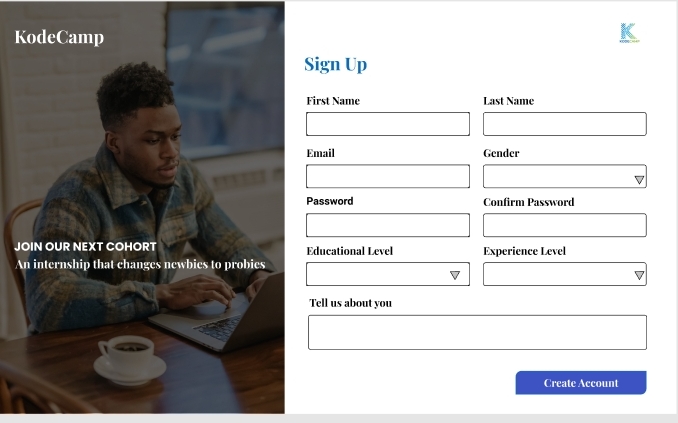 KodeCamp
JOIN OUR NEXT COHORT
An internship that changes newbies to probies
K
KODECAMP
Sign Up
First Name
Last Name
Email
Gender
Password
Confirm Password
Educational Level
Experience Level
Tell us about you
Create Account